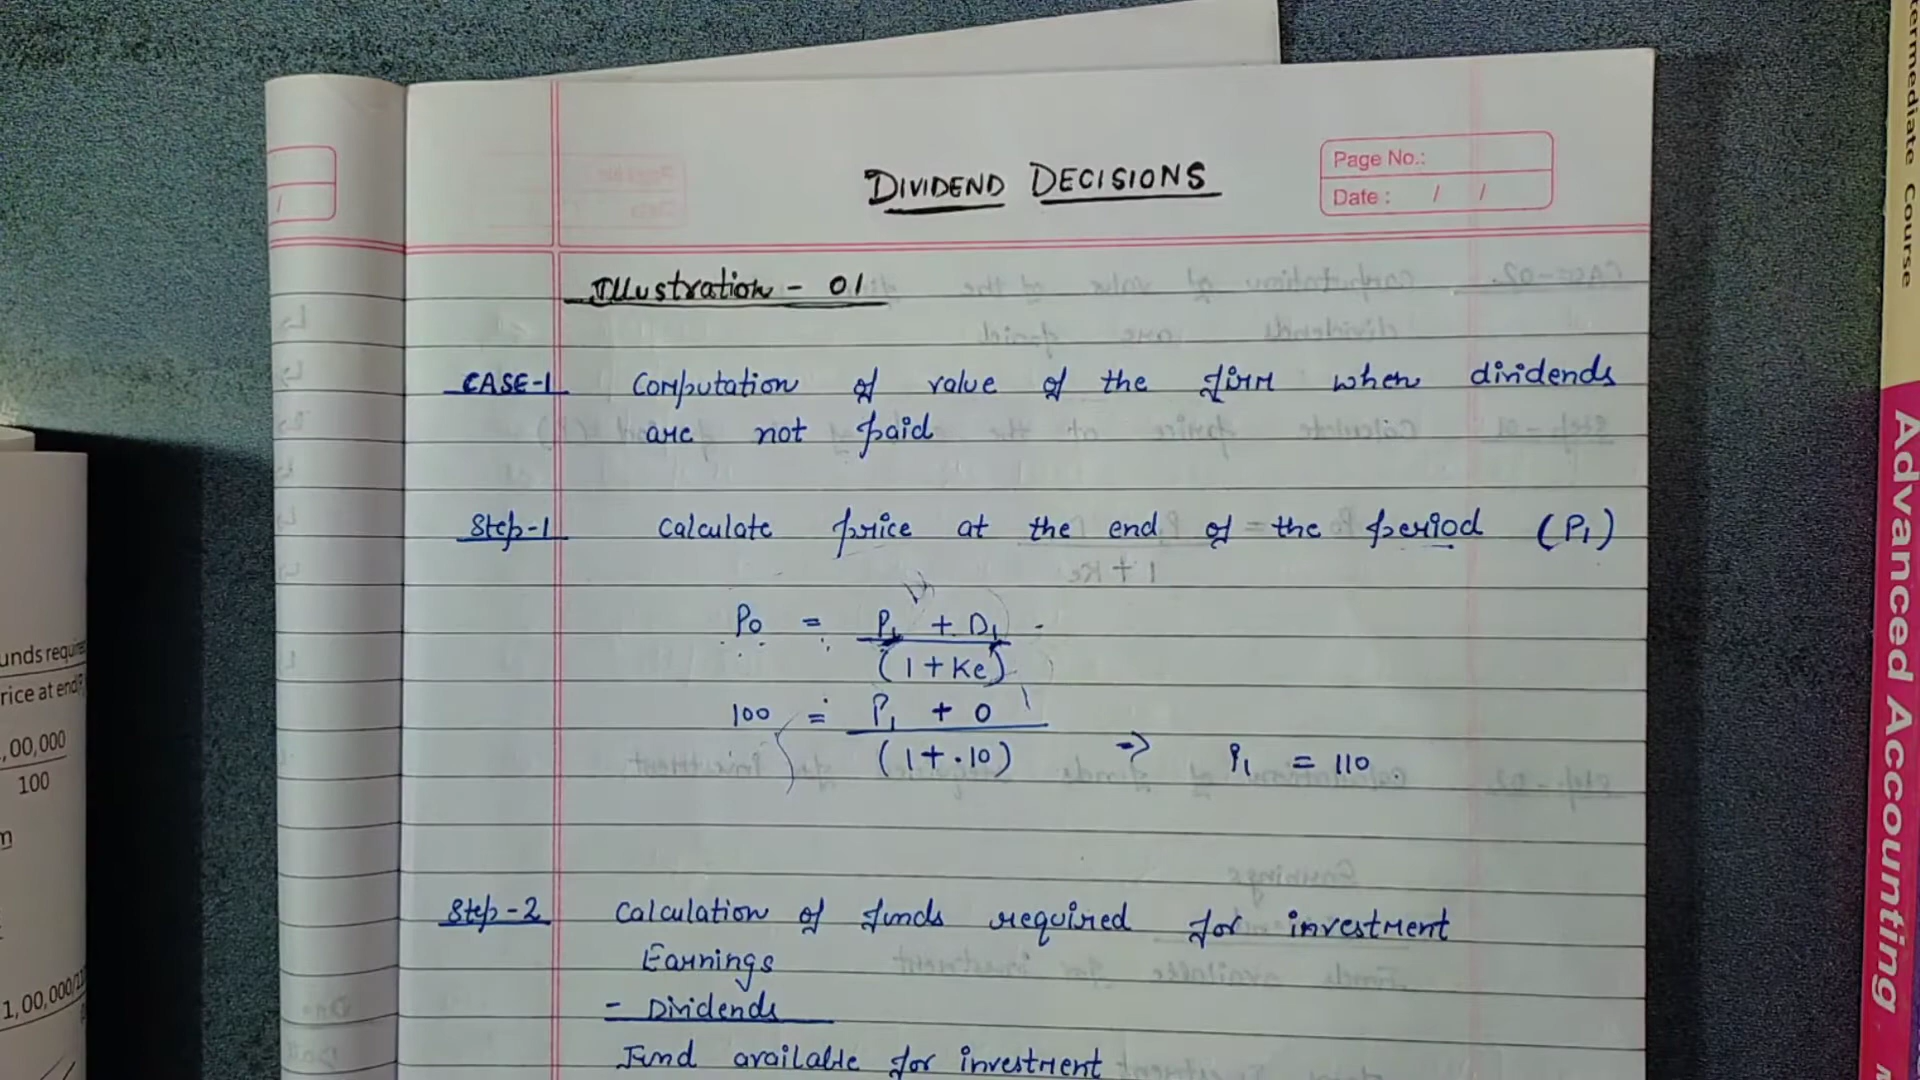 DIVIDEND DECISIONS
Page No.:
Date : / /
Illustration - 01
CASE-1 Computation of value of the firm when dividends
are not paid
Step-1 Calculate price at the end of the period (P1)
P0 = P1 + D1
(1 + Ke)
100 = P1 + 0
(1 + .10) => P1 = 110
Step-2 Calculation of funds required for investment
Earnings
- Dividends
Fund available for investment
unds require
rice at end
,00,000
100
1,00,000/11
termediate Course
Advanced Accounting